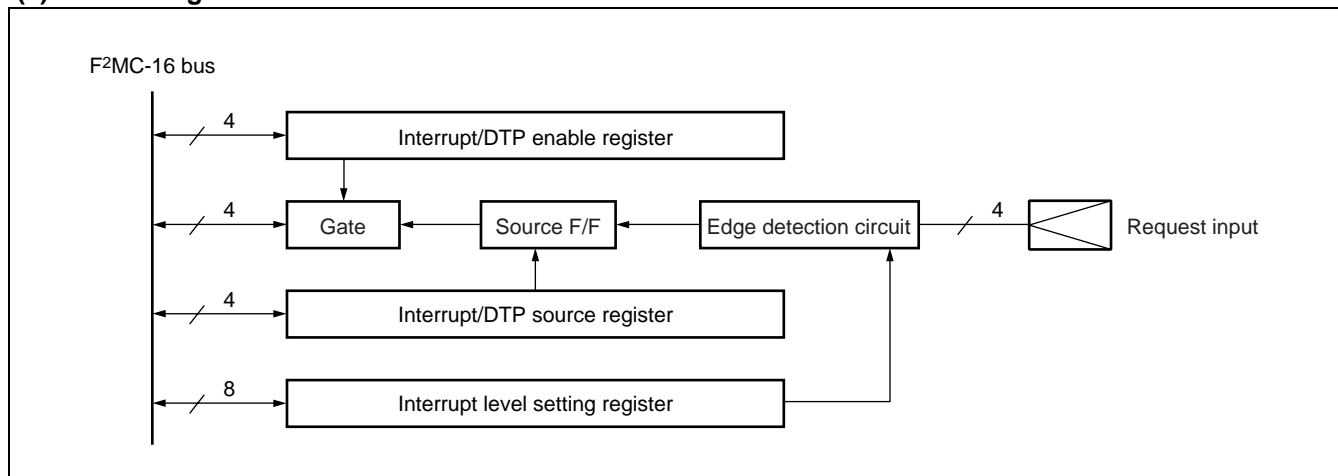 F²MC-16 bus
4
Interrupt/DTP enable register
4
Gate
Source F/F
Edge detection circuit
4
Request input
4
Interrupt/DTP source register
8
Interrupt level setting register